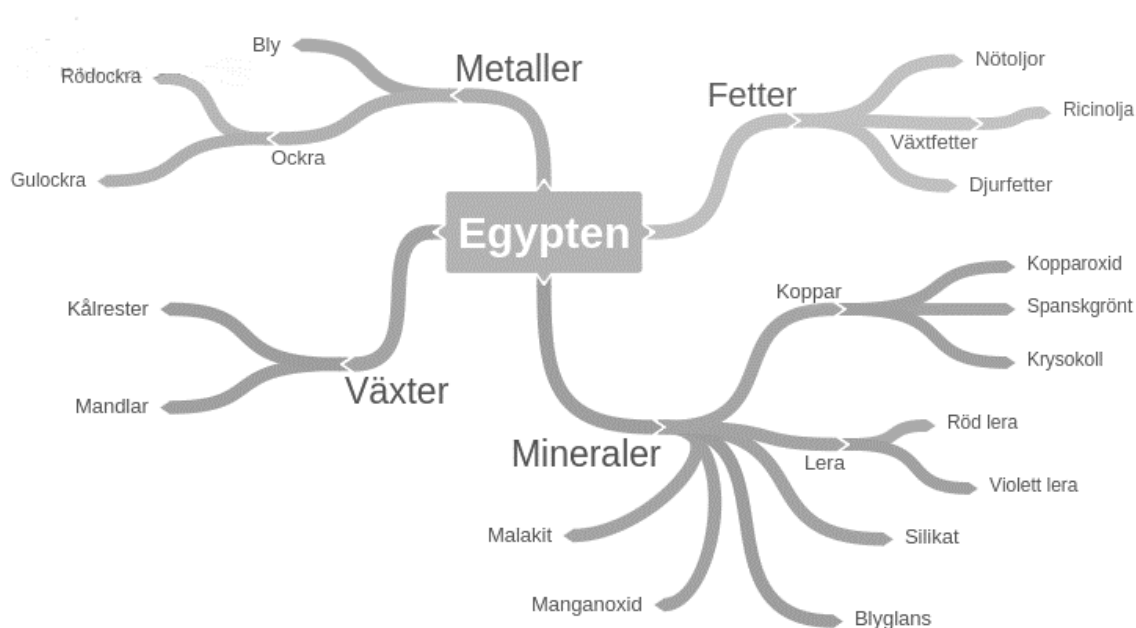 Egypten
Metaller
Bly
Ockra
Rödockra
Gulockra
Fetter
Nötoljor
Växtfetter
Ricinolja
Djurfetter
Växter
Kålrester
Mandlar
Mineraler
Koppar
Kopparoxid
Spanskgrönt
Krysokoll
Lera
Röd lera
Violett lera
Silikat
Blyglans
Manganoxid
Malakit